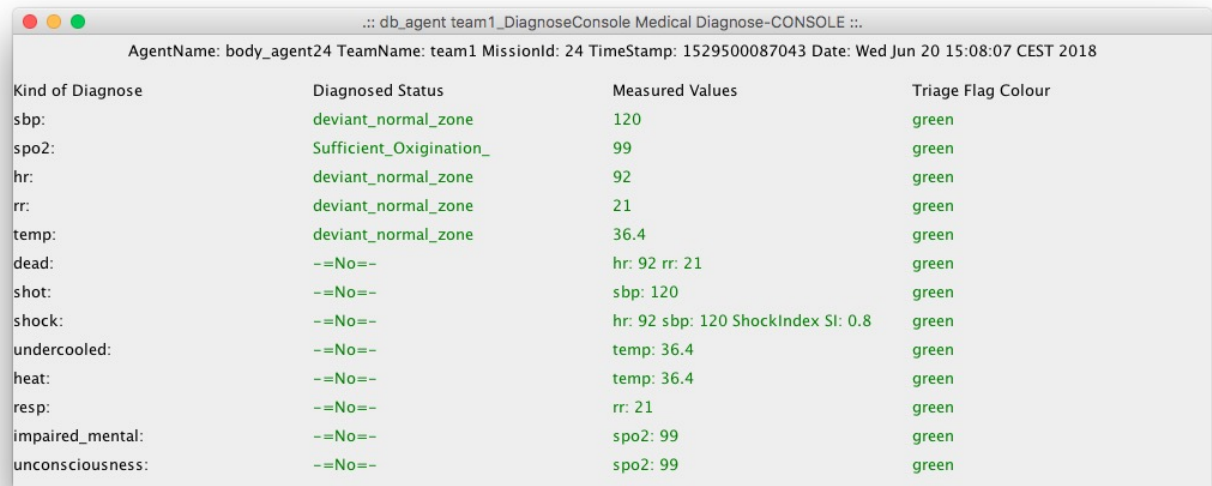 .:: db_agent team1_DiagnoseConsole Medical Diagnose-CONSOLE ::.
AgentName: body_agent24 TeamName: team1 MissionId: 24 TimeStamp: 1529500087043 Date: Wed Jun 20 15:08:07 CEST 2018
Kind of Diagnose Diagnosed Status Measured Values Triage Flag Colour
sbp: deviant_normal_zone 120 green
spo2: Sufficient_Oxigination_ 99 green
hr: deviant_normal_zone 92 green
rr: deviant_normal_zone 21 green
temp: deviant_normal_zone 36.4 green
dead: -=No=- hr: 92 rr: 21 green
shot: -=No=- sbp: 120 green
shock: -=No=- hr: 92 sbp: 120 ShockIndex SI: 0.8 green
undercooled: -=No=- temp: 36.4 green
heat: -=No=- temp: 36.4 green
resp: -=No=- rr: 21 green
impaired_mental: -=No=- spo2: 99 green
unconsciousness: -=No=- spo2: 99 green